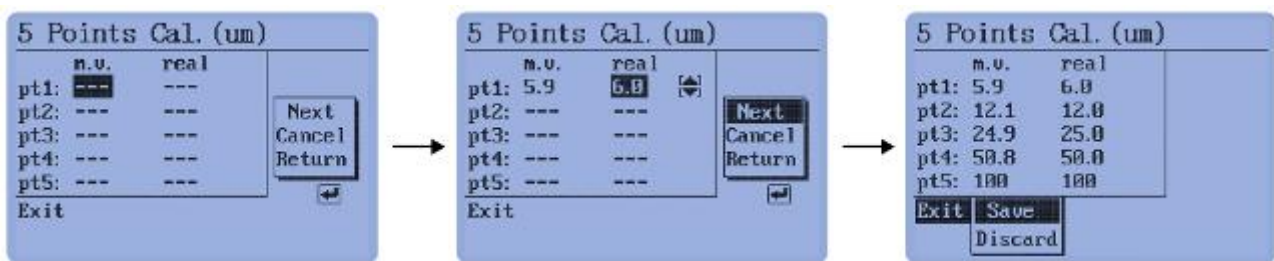 5 Points Cal. (um)
m.v. real
pt1: --- ---
pt2: --- ---
pt3: --- ---
pt4: --- ---
pt5: --- ---
Next
Cancel
Return
Exit
5 Points Cal. (um)
m.v. real
pt1: 5.9 6.0
pt2: --- ---
pt3: --- ---
pt4: --- ---
pt5: --- ---
Next
Cancel
Return
Exit
5 Points Cal. (um)
m.v. real
pt1: 5.9 6.0
pt2: 12.1 12.0
pt3: 24.9 25.0
pt4: 50.8 50.0
pt5: 100 100
Exit Save
Discard